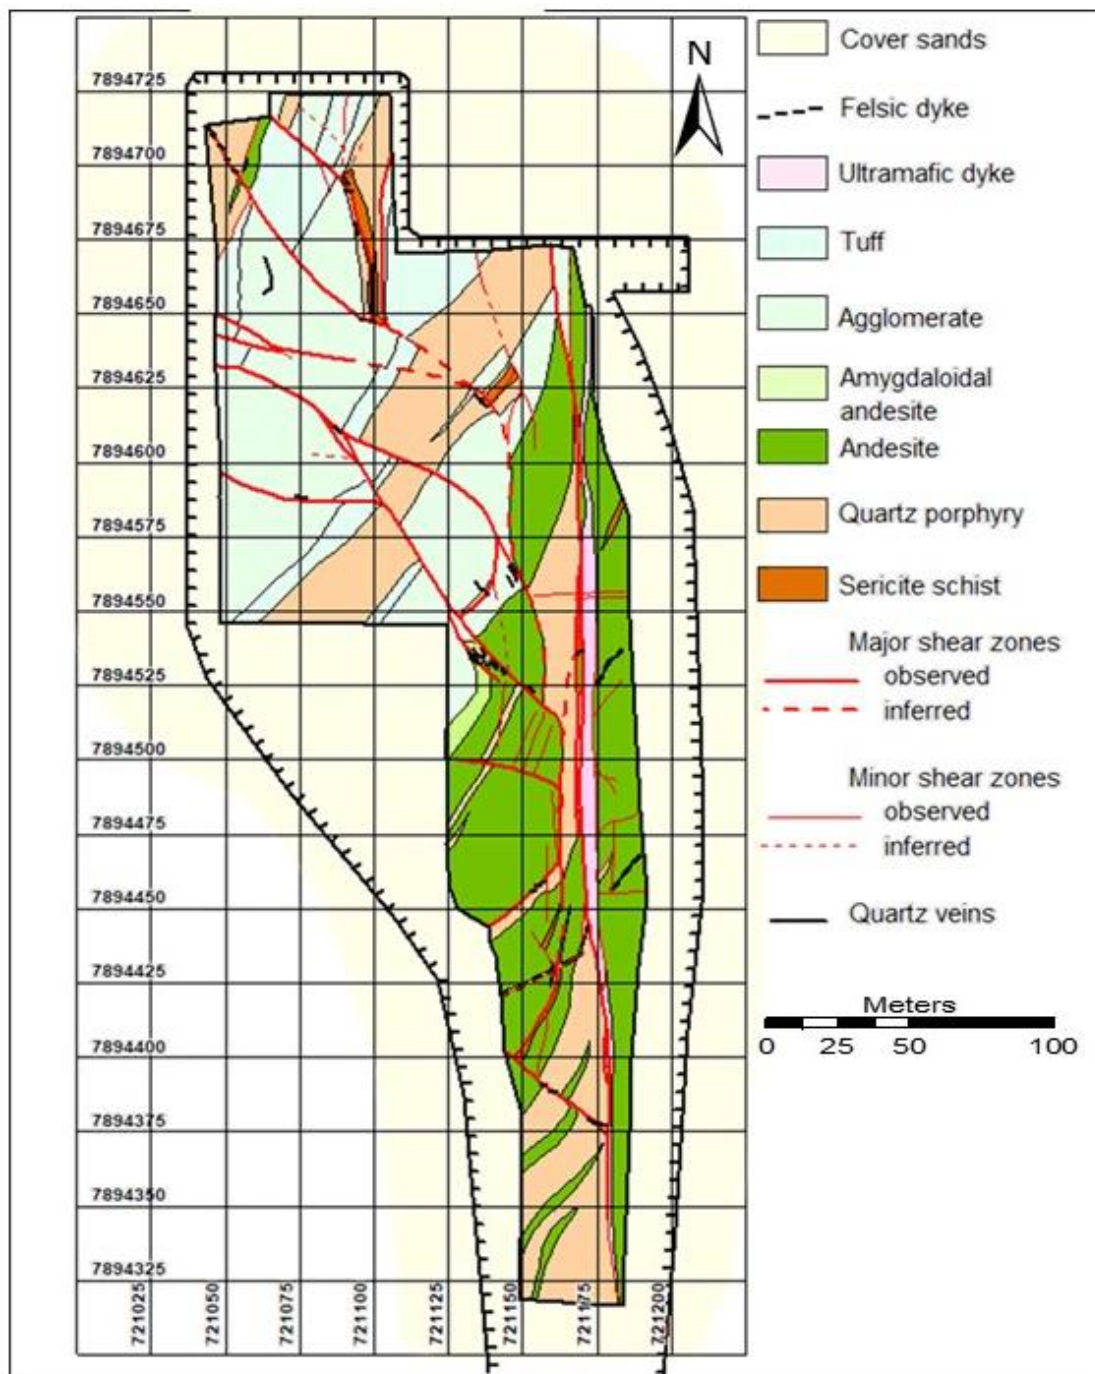 N
7894725
7894700
7894675
7894650
7894625
7894600
7894575
7894550
7894525
7894500
7894475
7894450
7894425
7894400
7894375
7894350
7894325
721025
721050
721075
721100
721125
721150
721175
721200
Cover sands
Felsic dyke
Ultramafic dyke
Tuff
Agglomerate
Amygdaloidal
andesite
Andesite
Quartz porphyry
Sericite schist
Major shear zones
observed
inferred
Minor shear zones
observed
inferred
Quartz veins
Meters
0 25 50 100